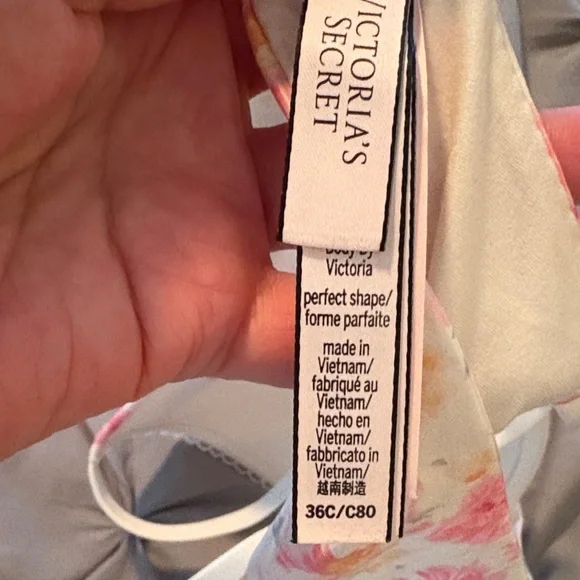 VICTORIA'S
SECRET
body by
Victoria
perfect shape/
forme parfaite
made in
Vietnam/
fabriqué au
Vietnam/
hecho en
Vietnam/
fabbricato in
Vietnam/
越南制造
36C/C80